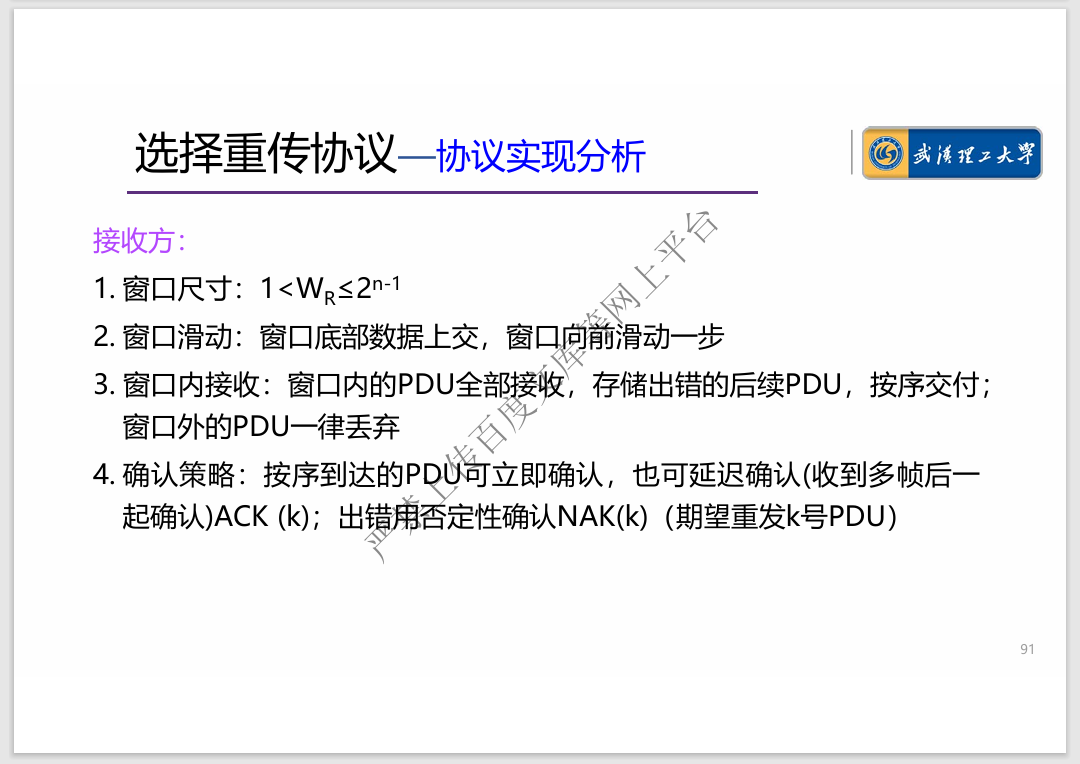 选择重传协议—协议实现分析
武汉理工大学
接收方：
1. 窗口尺寸：1<W_R≤2^{n-1}
2. 窗口滑动：窗口底部数据上交，窗口向前滑动一步
3. 窗口内接收：窗口内的PDU全部接收，存储出错的后续PDU，按序交付；
窗口外的PDU一律丢弃
4. 确认策略：按序到达的PDU可立即确认，也可延迟确认(收到多帧后一
起确认)ACK (k)；出错用否定性确认NAK(k)（期望重发k号PDU）
严禁上传百度文库等网上平台
91